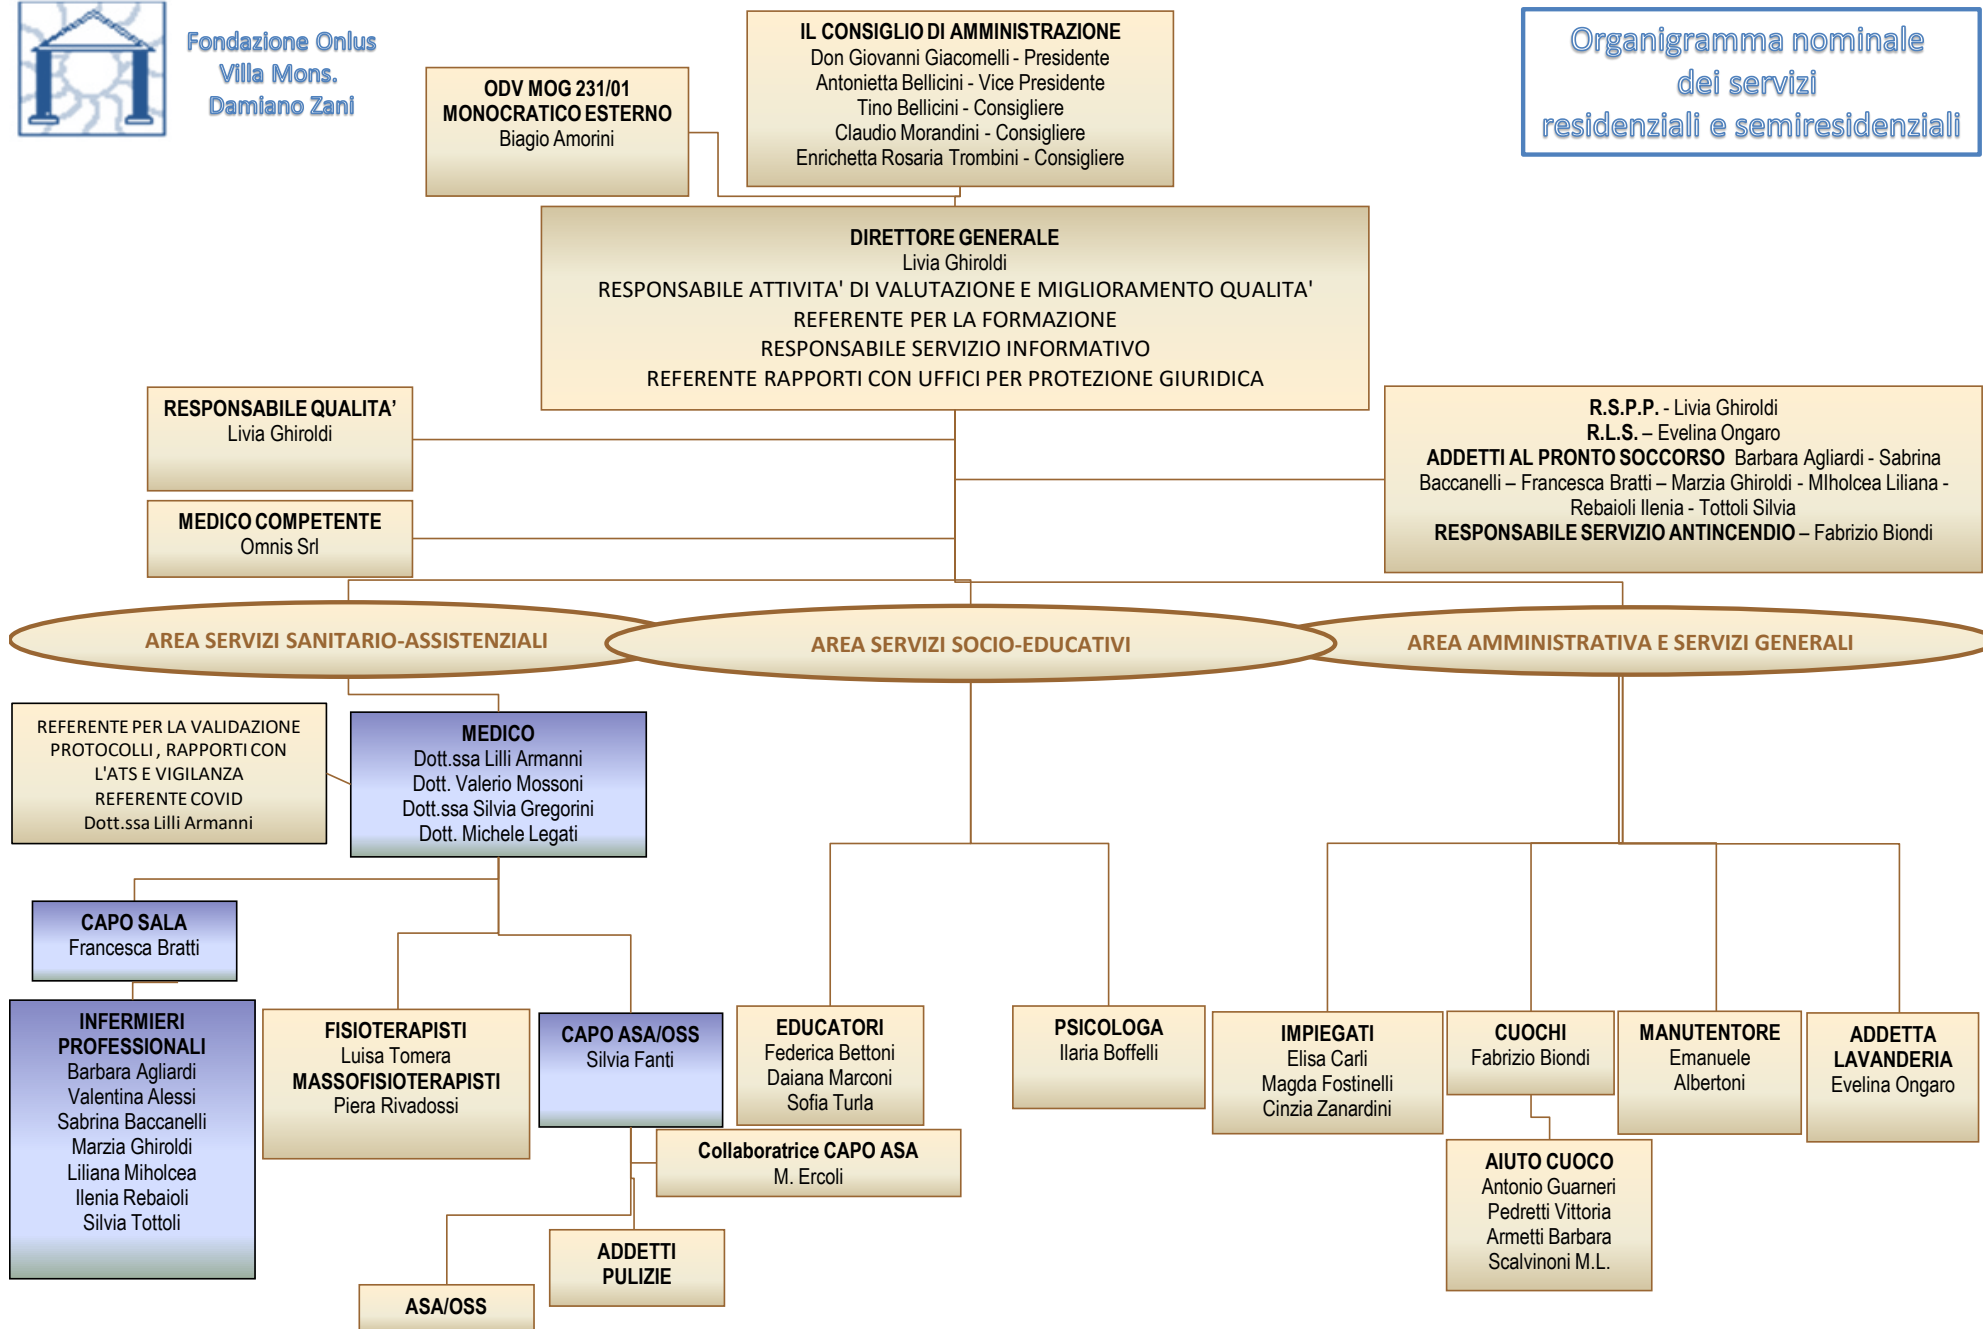 Fondazione Onlus
Villa Mons.
Damiano Zani
ODV MOG 231/01
MONOCRATICO ESTERNO
Biagio Amorini
IL CONSIGLIO DI AMMINISTRAZIONE
Don Giovanni Giacomelli - Presidente
Antonietta Bellicini - Vice Presidente
Tino Bellicini - Consigliere
Claudio Morandini - Consigliere
Enrichetta Rosaria Trombini - Consigliere
Organigramma nominale
dei servizi
residenziali e semiresidenziali
DIRETTORE GENERALE
Livia Ghiroldi
RESPONSABILE ATTIVITA' DI VALUTAZIONE E MIGLIORAMENTO QUALITA'
REFERENTE PER LA FORMAZIONE
RESPONSABILE SERVIZIO INFORMATIVO
REFERENTE RAPPORTI CON UFFICI PER PROTEZIONE GIURIDICA
RESPONSABILE QUALITA’
Livia Ghiroldi
MEDICO COMPETENTE
Omnis Srl
R.S.P.P. - Livia Ghiroldi
R.L.S. – Evelina Ongaro
ADDETTI AL PRONTO SOCCORSO Barbara Agliardi - Sabrina
Baccanelli – Francesca Bratti – Marzia Ghiroldi - MIholcea Liliana -
Rebaioli Ilenia - Tottoli Silvia
RESPONSABILE SERVIZIO ANTINCENDIO – Fabrizio Biondi
AREA SERVIZI SANITARIO-ASSISTENZIALI
AREA SERVIZI SOCIO-EDUCATIVI
AREA AMMINISTRATIVA E SERVIZI GENERALI
REFERENTE PER LA VALIDAZIONE
PROTOCOLLI , RAPPORTI CON
L'ATS E VIGILANZA
REFERENTE COVID
Dott.ssa Lilli Armanni
MEDICO
Dott.ssa Lilli Armanni
Dott. Valerio Mossoni
Dott.ssa Silvia Gregorini
Dott. Michele Legati
CAPO SALA
Francesca Bratti
INFERMIERI
PROFESSIONALI
Barbara Agliardi
Valentina Alessi
Sabrina Baccanelli
Marzia Ghiroldi
Liliana Miholcea
Ilenia Rebaioli
Silvia Tottoli
FISIOTERAPISTI
Luisa Tomera
MASSOFISIOTERAPISTI
Piera Rivadossi
CAPO ASA/OSS
Silvia Fanti
Collaboratrice CAPO ASA
M. Ercoli
ADDETTI
PULIZIE
ASA/OSS
EDUCATORI
Federica Bettoni
Daiana Marconi
Sofia Turla
PSICOLOGA
Ilaria Boffelli
IMPIEGATI
Elisa Carli
Magda Fostinelli
Cinzia Zanardini
CUOCHI
Fabrizio Biondi
AIUTO CUOCO
Antonio Guarneri
Pedretti Vittoria
Armetti Barbara
Scalvinoni M.L.
MANUTENTORE
Emanuele
Albertoni
ADDETTA
LAVANDERIA
Evelina Ongaro